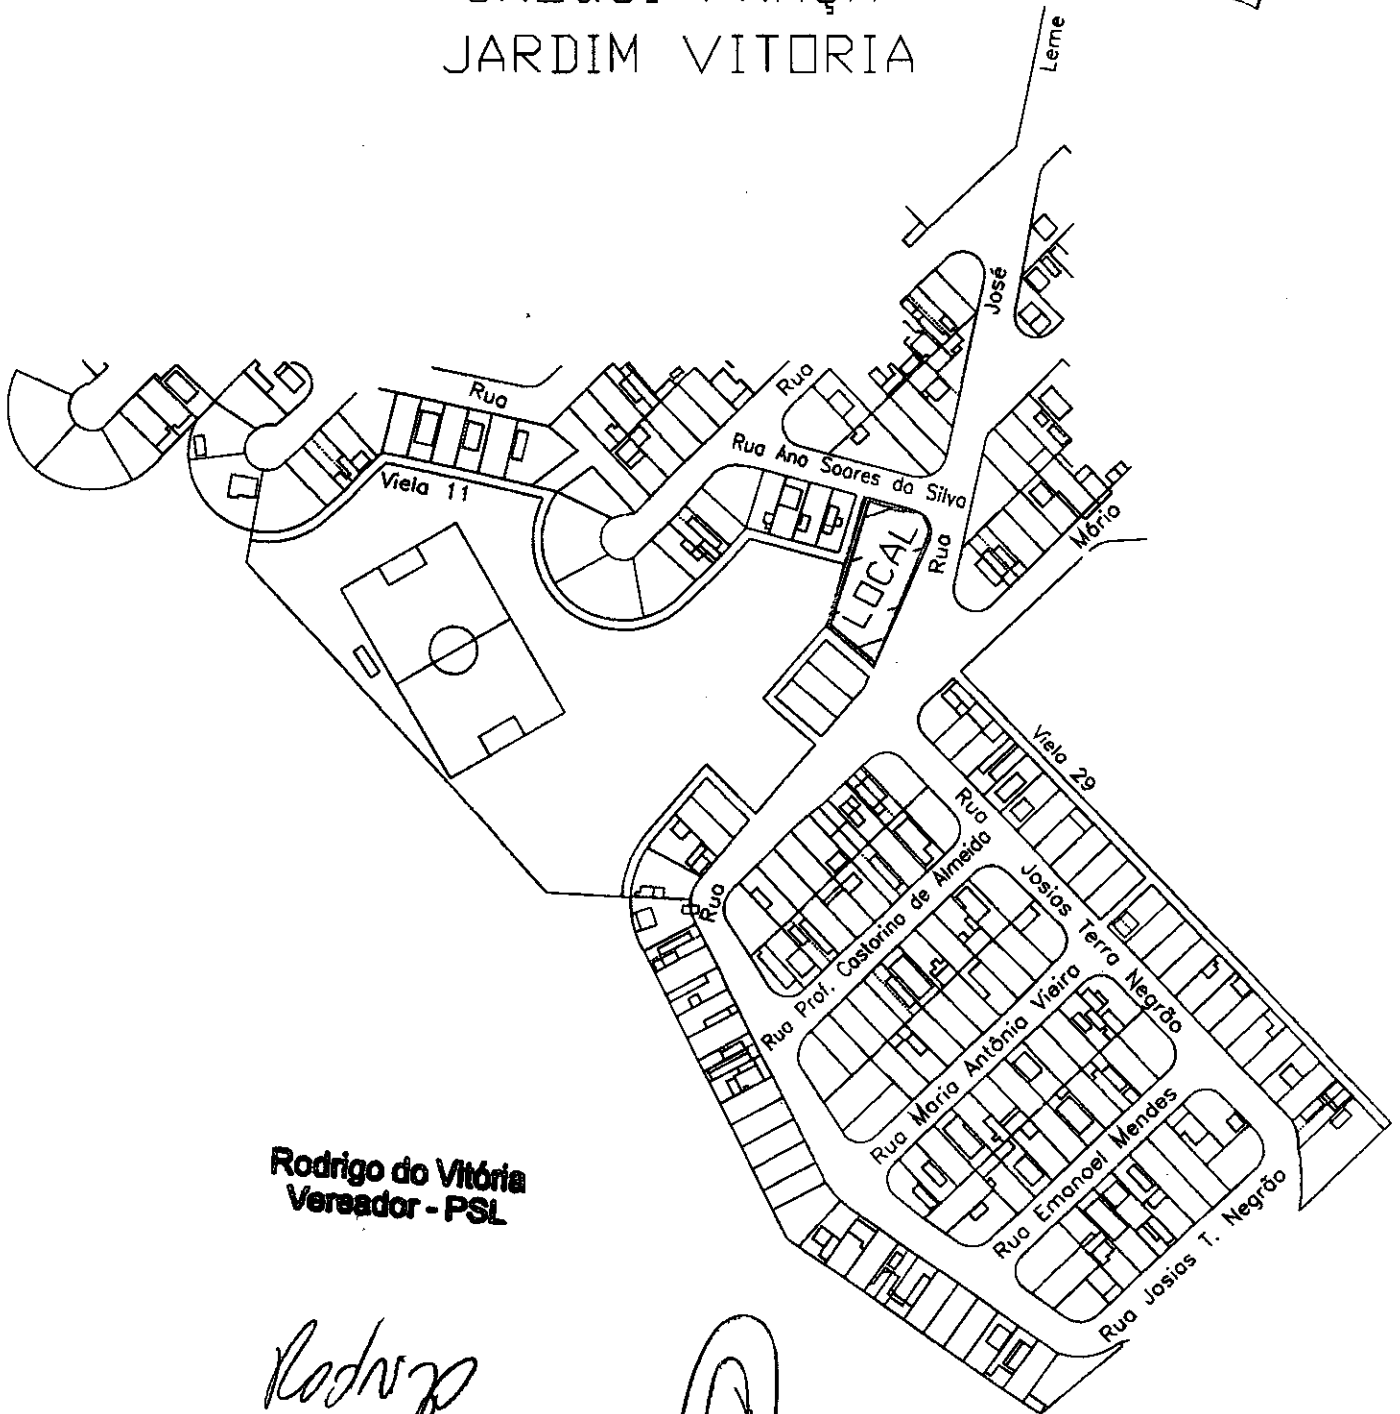 JARDIM VITORIA
Leme
José
Rua
Rua
Rua Ana Soares da Silva
Viela 11
Mário
Rua
LOCAL
Viela 29
Rua
Josias Terra Negrão
Rua
Rua Prof. Castorino de Almeida
Rua Maria Antônia Vieira
Rua Emanoel Mendes
Rua Josias T. Negrão
Rodrigo do Vitória
Vereador - PSL
Rodrigo